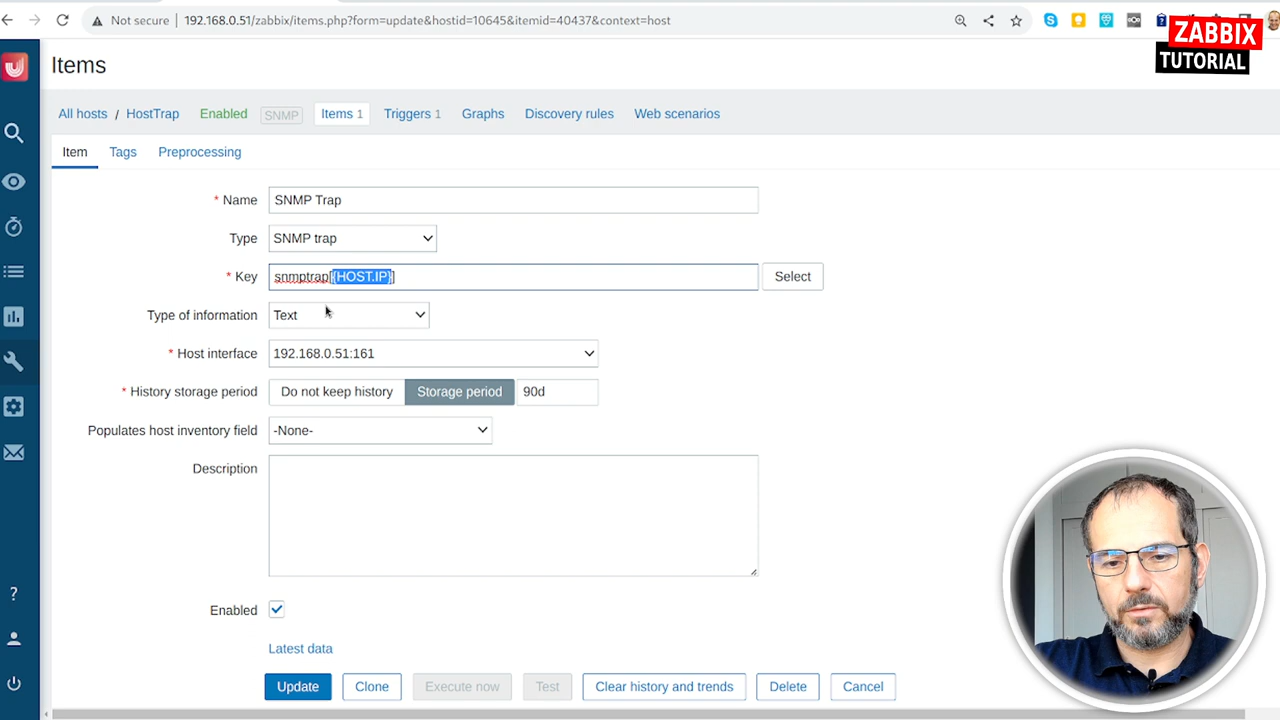 Not secure 192.168.0.51/zabbix/items.php?form=update&hostid=10645&itemid=40437&context=host
ZABBIX
TUTORIAL
Items
All hosts / HostTrap Enabled SNMP Items 1 Triggers 1 Graphs Discovery rules Web scenarios
Item Tags Preprocessing
* Name SNMP Trap
Type SNMP trap
* Key snmptrap[{HOST.IP}] Select
Type of information Text
* Host interface 192.168.0.51:161
* History storage period Do not keep history Storage period 90d
Populates host inventory field -None-
Description
Enabled
Latest data
Update Clone Execute now Test Clear history and trends Delete Cancel